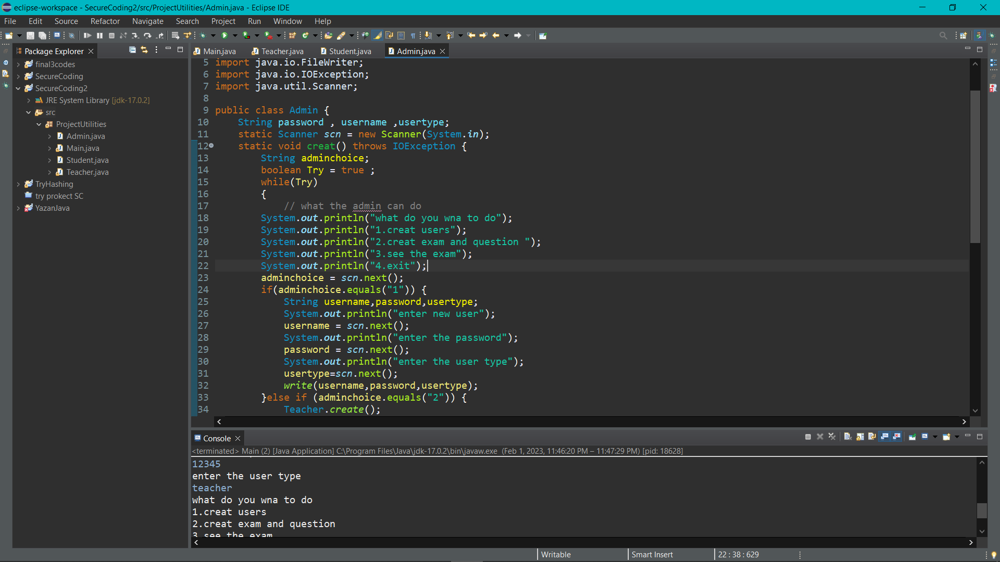 eclipse-workspace - SecureCoding2/src/ProjectUtilities/Admin.java - Eclipse IDE
File Edit Source Refactor Navigate Search Project Run Window Help
Package Explorer
final3codes
SecureCoding
SecureCoding2
JRE System Library [jdk-17.0.2]
src
ProjectUtilities
Admin.java
Main.java
Student.java
Teacher.java
TryHashing
try prokect SC
YazanJava
Main.java Teacher.java Student.java Admin.java
5 import java.io.FileWriter;
6 import java.io.IOException;
7 import java.util.Scanner;
8
9 public class Admin {
10 String password , username ,usertype;
11 static Scanner scn = new Scanner(System.in);
12 static void creat() throws IOException {
13 String adminchoice;
14 boolean Try = true ;
15 while(Try)
16 {
17 // what the admin can do
18 System.out.println("what do you wna to do");
19 System.out.println("1.creat users");
20 System.out.println("2.creat exam and question ");
21 System.out.println("3.see the exam");
22 System.out.println("4.exit");
23 adminchoice = scn.next();
24 if(adminchoice.equals("1")) {
25 String username,password,usertype;
26 System.out.println("enter new user");
27 username = scn.next();
28 System.out.println("enter the password");
29 password = scn.next();
30 System.out.println("enter the user type");
31 usertype=scn.next();
32 write(username,password,usertype);
33 }else if (adminchoice.equals("2")) {
34 Teacher.create();
Console
<terminated> Main (2) [Java Application] C:\Program Files\Java\jdk-17.0.2\bin\javaw.exe (Feb 1, 2023, 11:46:20 PM – 11:47:29 PM) [pid: 18628]
12345
enter the user type
teacher
what do you wna to do
1.creat users
2.creat exam and question
3.see the exam
Writable Smart Insert 22 : 38 : 629